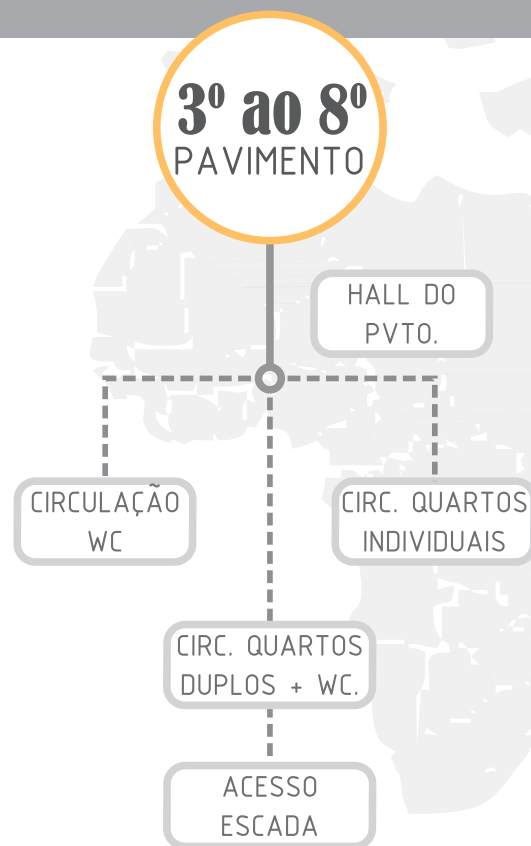 3º ao 8º
PAVIMENTO
HALL DO
PVTO.
CIRCULAÇÃO
WC
CIRC. QUARTOS
INDIVIDUAIS
CIRC. QUARTOS
DUPLOS + WC.
ACESSO
ESCADA